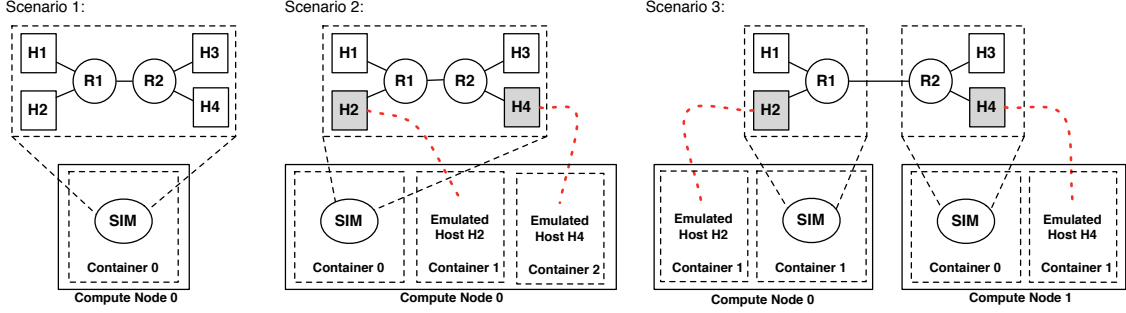 Scenario 1:
H1
H3
R1
R2
H2
H4
SIM
Container 0
Compute Node 0
Scenario 2:
H1
H3
R1
R2
H2
H4
SIM
Emulated
Host H2
Emulated
Host H4
Container 0
Container 1
Container 2
Compute Node 0
Scenario 3:
H1
H3
R1
R2
H2
H4
Emulated
Host H2
SIM
SIM
Emulated
Host H4
Container 1
Container 1
Container 0
Container 1
Compute Node 0
Compute Node 1